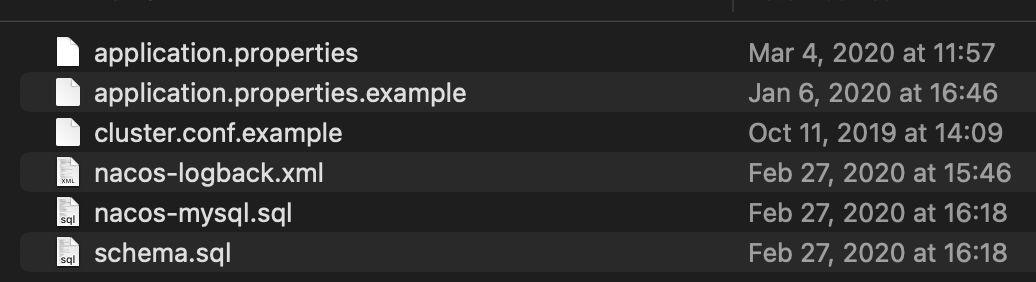 application.properties Mar 4, 2020 at 11:57
application.properties.example Jan 6, 2020 at 16:46
cluster.conf.example Oct 11, 2019 at 14:09
XML nacos-logback.xml Feb 27, 2020 at 15:46
sql nacos-mysql.sql Feb 27, 2020 at 16:18
sql schema.sql Feb 27, 2020 at 16:18